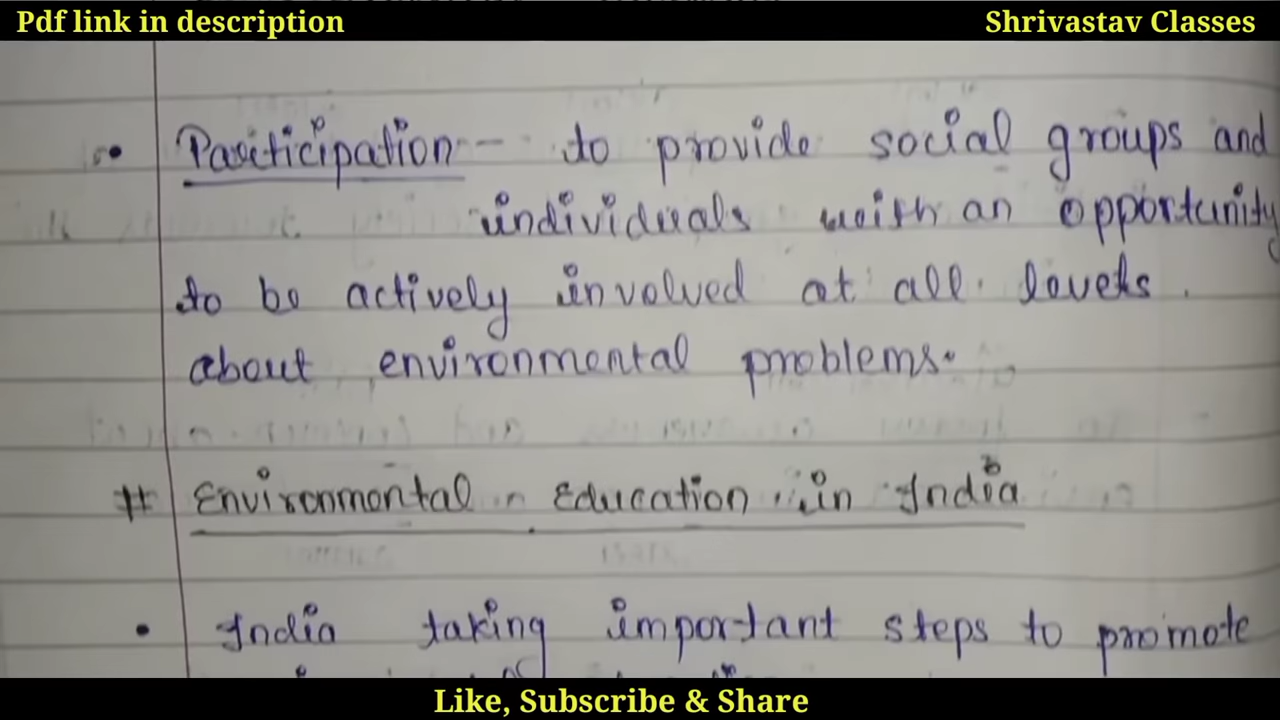 Pdf link in description
Shrivastav Classes
• Participation - to provide social groups and
individuals with an opportunity
to be actively involved at all levels.
about environmental problems.
# Environmental Education in India
• India taking important steps to promote
Like, Subscribe & Share